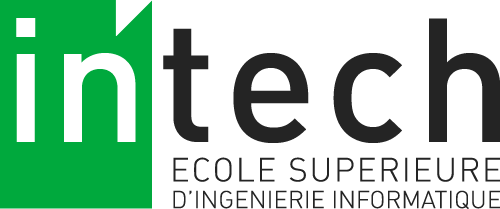 intech
ECOLE SUPERIEURE
D'INGENIERIE INFORMATIQUE